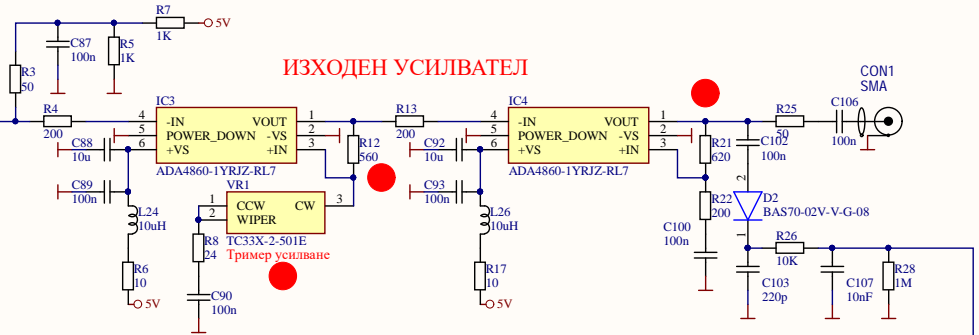 R7
1K
5V
C87
100n
R5
1K
R3
50
ИЗХОДЕН УСИЛВАТЕЛ
CON1
SMA
R4
200
IC3
4 -IN VOUT 1
5 POWER_DOWN -VS 2
6 +VS +IN 3
ADA4860-1YRJZ-RL7
R13
200
IC4
4 -IN VOUT 1
5 POWER_DOWN -VS 2
6 +VS +IN 3
ADA4860-1YRJZ-RL7
R25
50
C106
100n
C88
10u
R12
560
C92
10u
R21
620
C102
100n
C89
100n
VR1
1 CCW CW 3
2 WIPER
TC33X-2-501E
Тример усилване
C93
100n
R22
200
2
D2
BAS70-02V-V-G-08
1
L24
10uH
R8
24
L26
10uH
C100
100n
R26
10K
R6
10
R17
10
C90
100n
C103
220p
C107
10nF
R28
1M
5V
5V